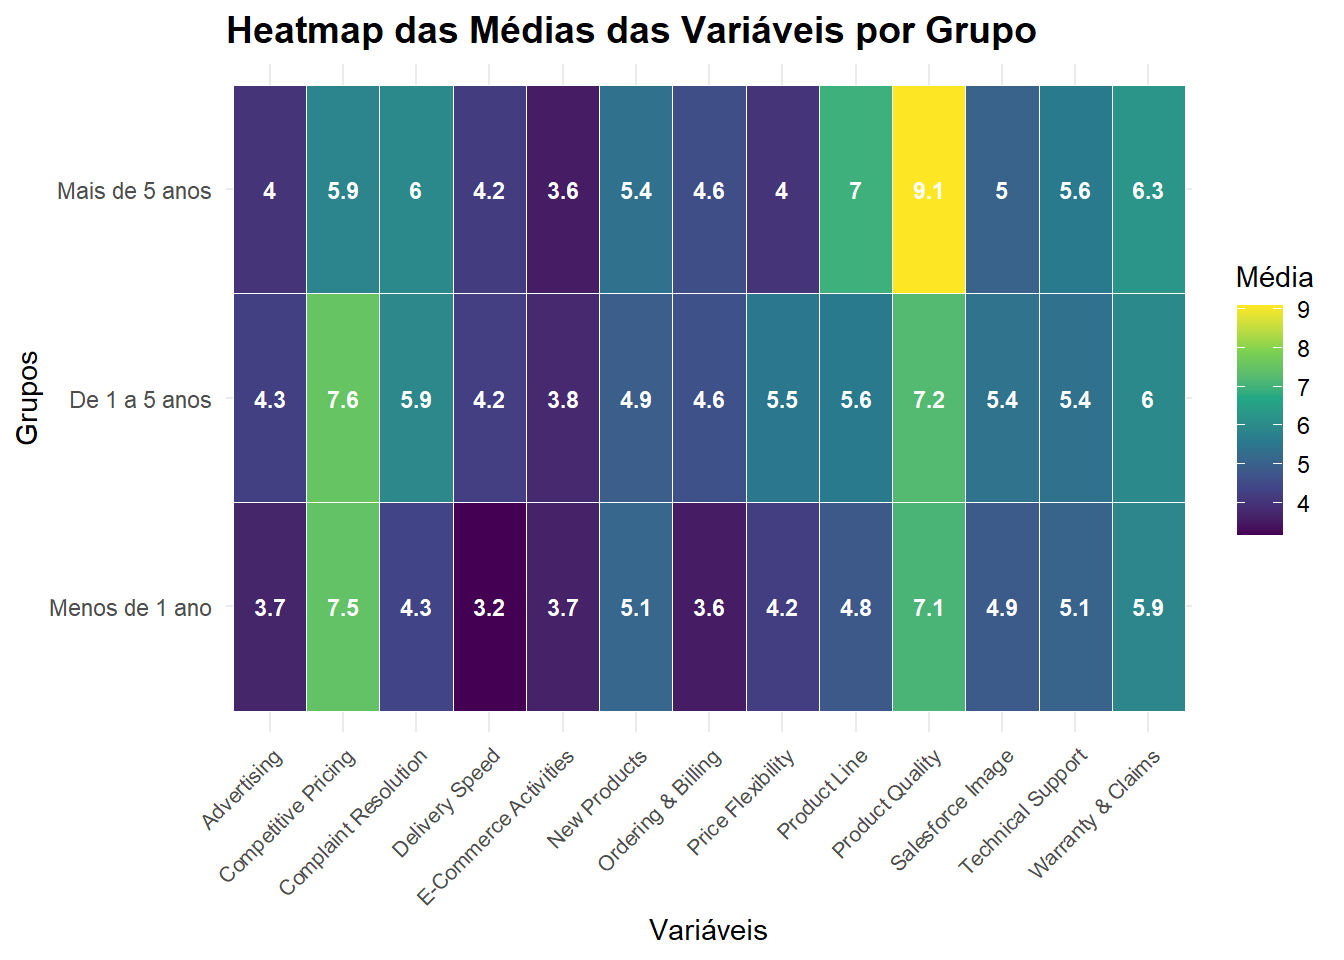 Heatmap das Médias das Variáveis por Grupo
Grupos
Mais de 5 anos
4 5.9 6 4.2 3.6 5.4 4.6 4 7 9.1 5 5.6 6.3
De 1 a 5 anos
4.3 7.6 5.9 4.2 3.8 4.9 4.6 5.5 5.6 7.2 5.4 5.4 6
Menos de 1 ano
3.7 7.5 4.3 3.2 3.7 5.1 3.6 4.2 4.8 7.1 4.9 5.1 5.9
Advertising
Competitive Pricing
Complaint Resolution
Delivery Speed
E-Commerce Activities
New Products
Ordering & Billing
Price Flexibility
Product Line
Product Quality
Salesforce Image
Technical Support
Warranty & Claims
Variáveis
Média
9
8
7
6
5
4